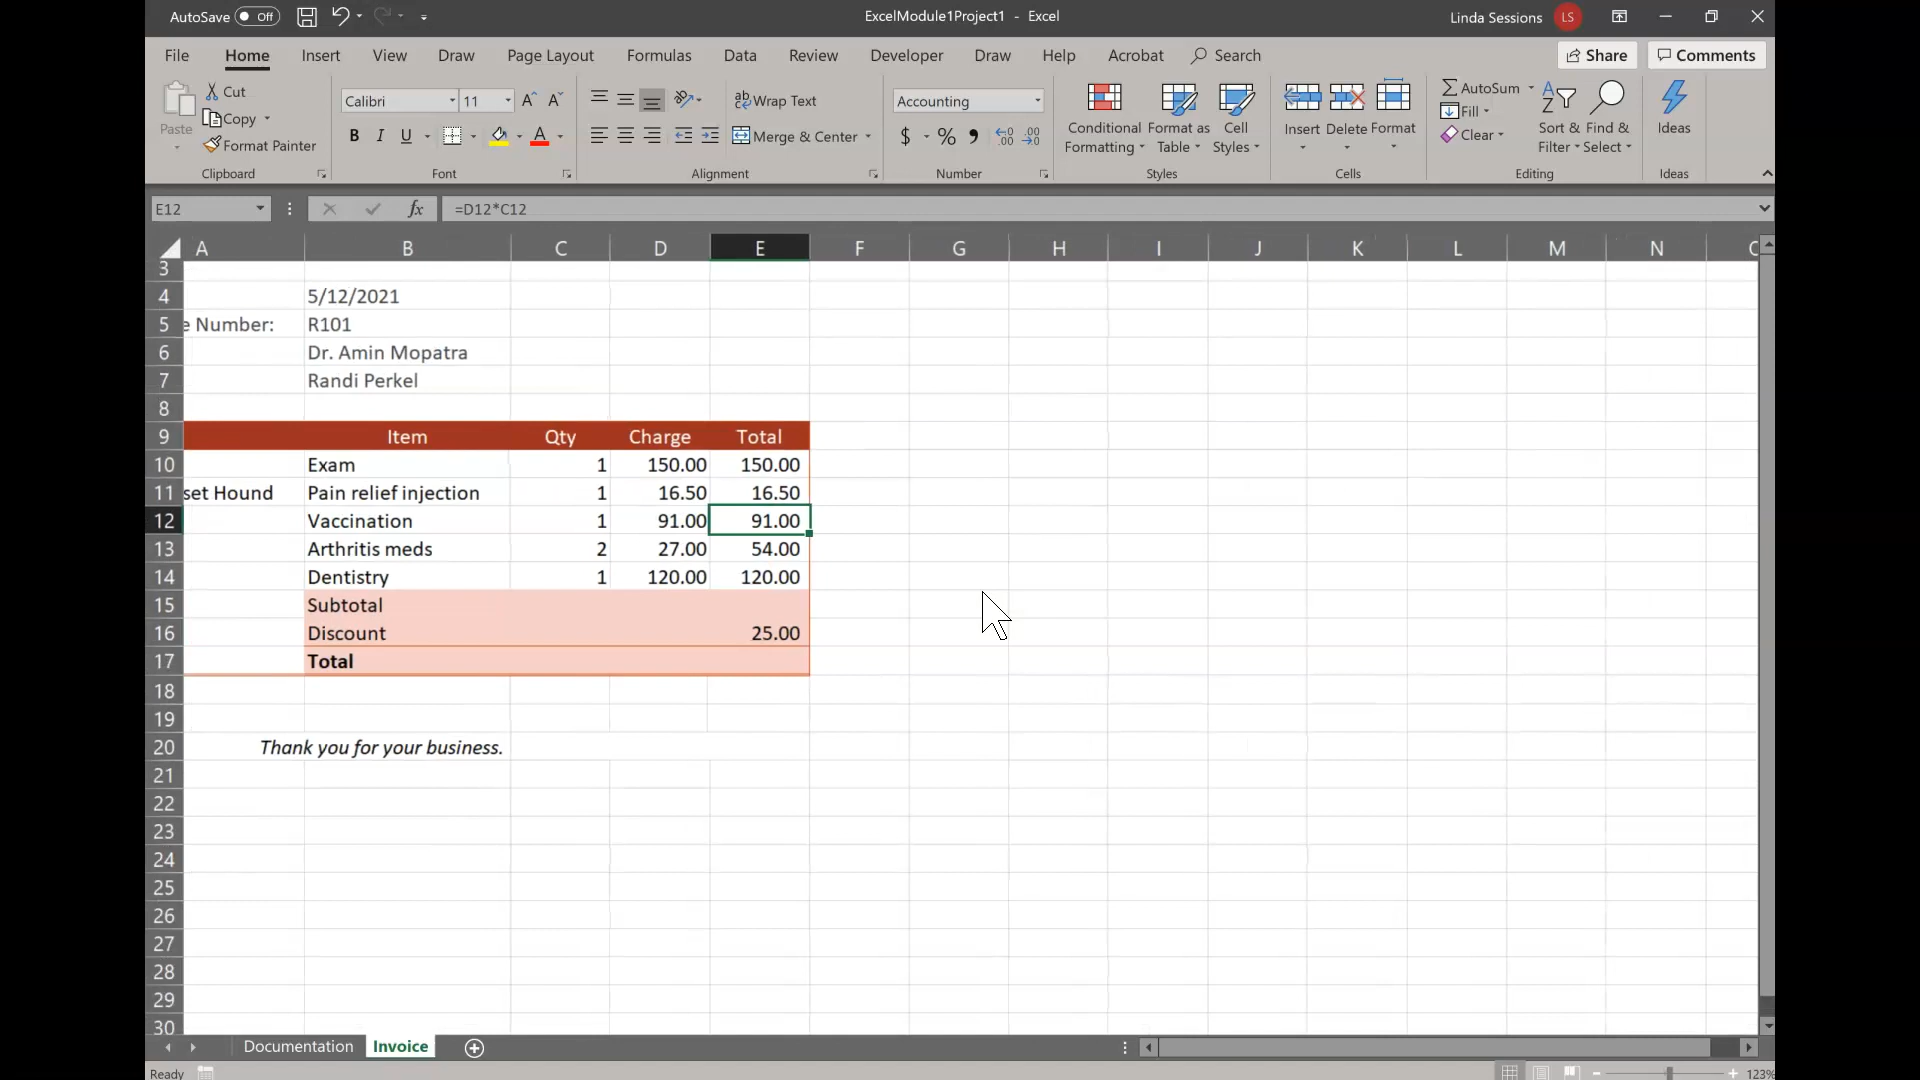 AutoSave Off ExcelModule1Project1 - Excel Linda Sessions LS
File Home Insert View Draw Page Layout Formulas Data Review Developer Draw Help Acrobat Search Share Comments
Paste
Cut
Copy
Format Painter
Clipboard
Calibri 11
B I U A
Font
Wrap Text
Merge & Center
Alignment
Accounting
$ % ,
Number
Conditional Formatting
Format as Table
Cell Styles
Styles
Insert Delete Format
Cells
AutoSum
Fill
Clear
Sort & Filter
Find & Select
Editing
Ideas
Ideas
E12 fx =D12*C12
A B C D E F G H I J K L M N
3
4 5/12/2021
5 e Number: R101
6 Dr. Amin Mopatra
7 Randi Perkel
8
9 Item Qty Charge Total
10 Exam 1 150.00 150.00
11 set Hound Pain relief injection 1 16.50 16.50
12 Vaccination 1 91.00 91.00
13 Arthritis meds 2 27.00 54.00
14 Dentistry 1 120.00 120.00
15 Subtotal
16 Discount 25.00
17 Total
18
19
20 Thank you for your business.
21
22
23
24
25
26
27
28
29
30
Documentation Invoice
Ready 123%